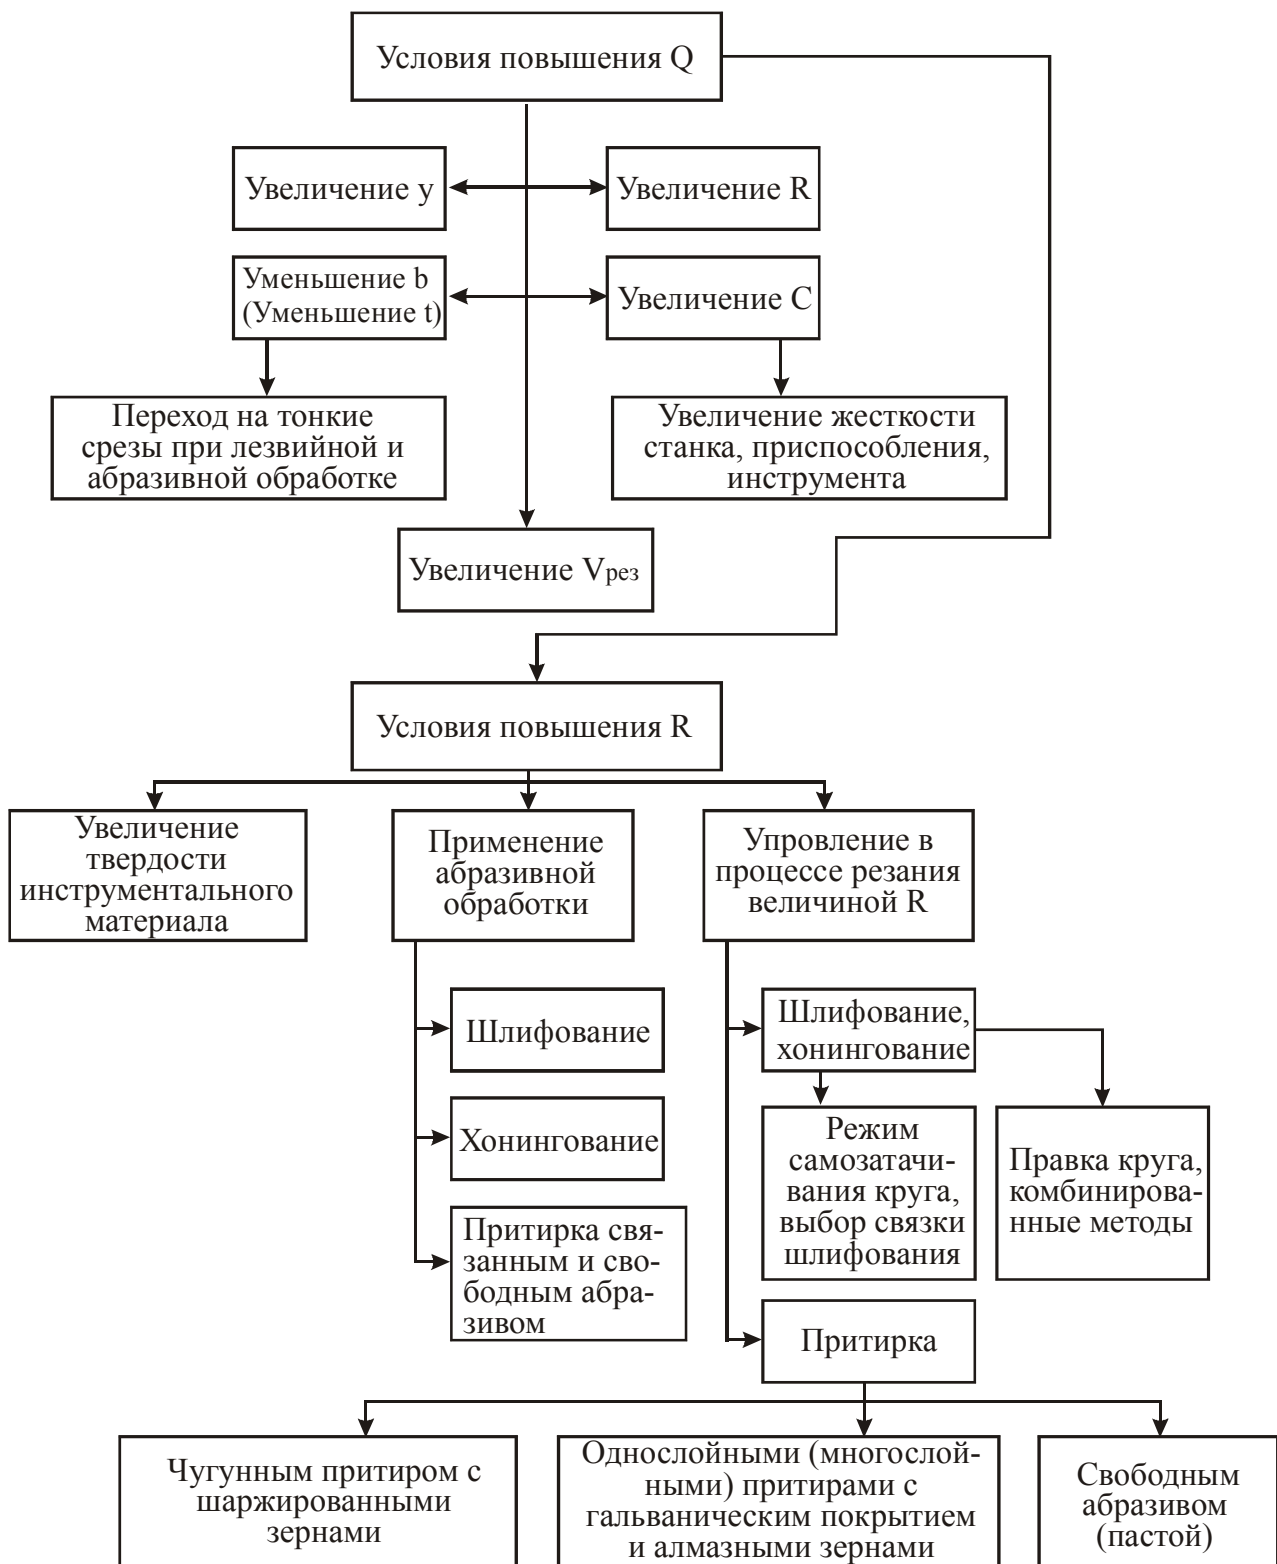 Условия повышения Q
Увеличение y
Увеличение R
Уменьшение b
(Уменьшение t)
Увеличение C
Переход на тонкие
срезы при лезвийной и
абразивной обработке
Увеличение жесткости
станка, приспособления,
инструмента
Увеличение Vрез
Условия повышения R
Увеличение
твердости
инструментального
материала
Применение
абразивной
обработки
Упровление в
процессе резания
величиной R
Шлифование
Хонингование
Притирка свя-
занным и сво-
бодным абра-
зивом
Шлифование,
хонингование
Режим
самозатачи-
вания круга,
выбор связки
шлифования
Правка круга,
комбинирова-
нные методы
Притирка
Чугунным притиром с
шаржированными
зернами
Однослойными (многослой-
ными) притирами с
гальваническим покрытием
и алмазными зернами
Свободным
абразивом
(пастой)